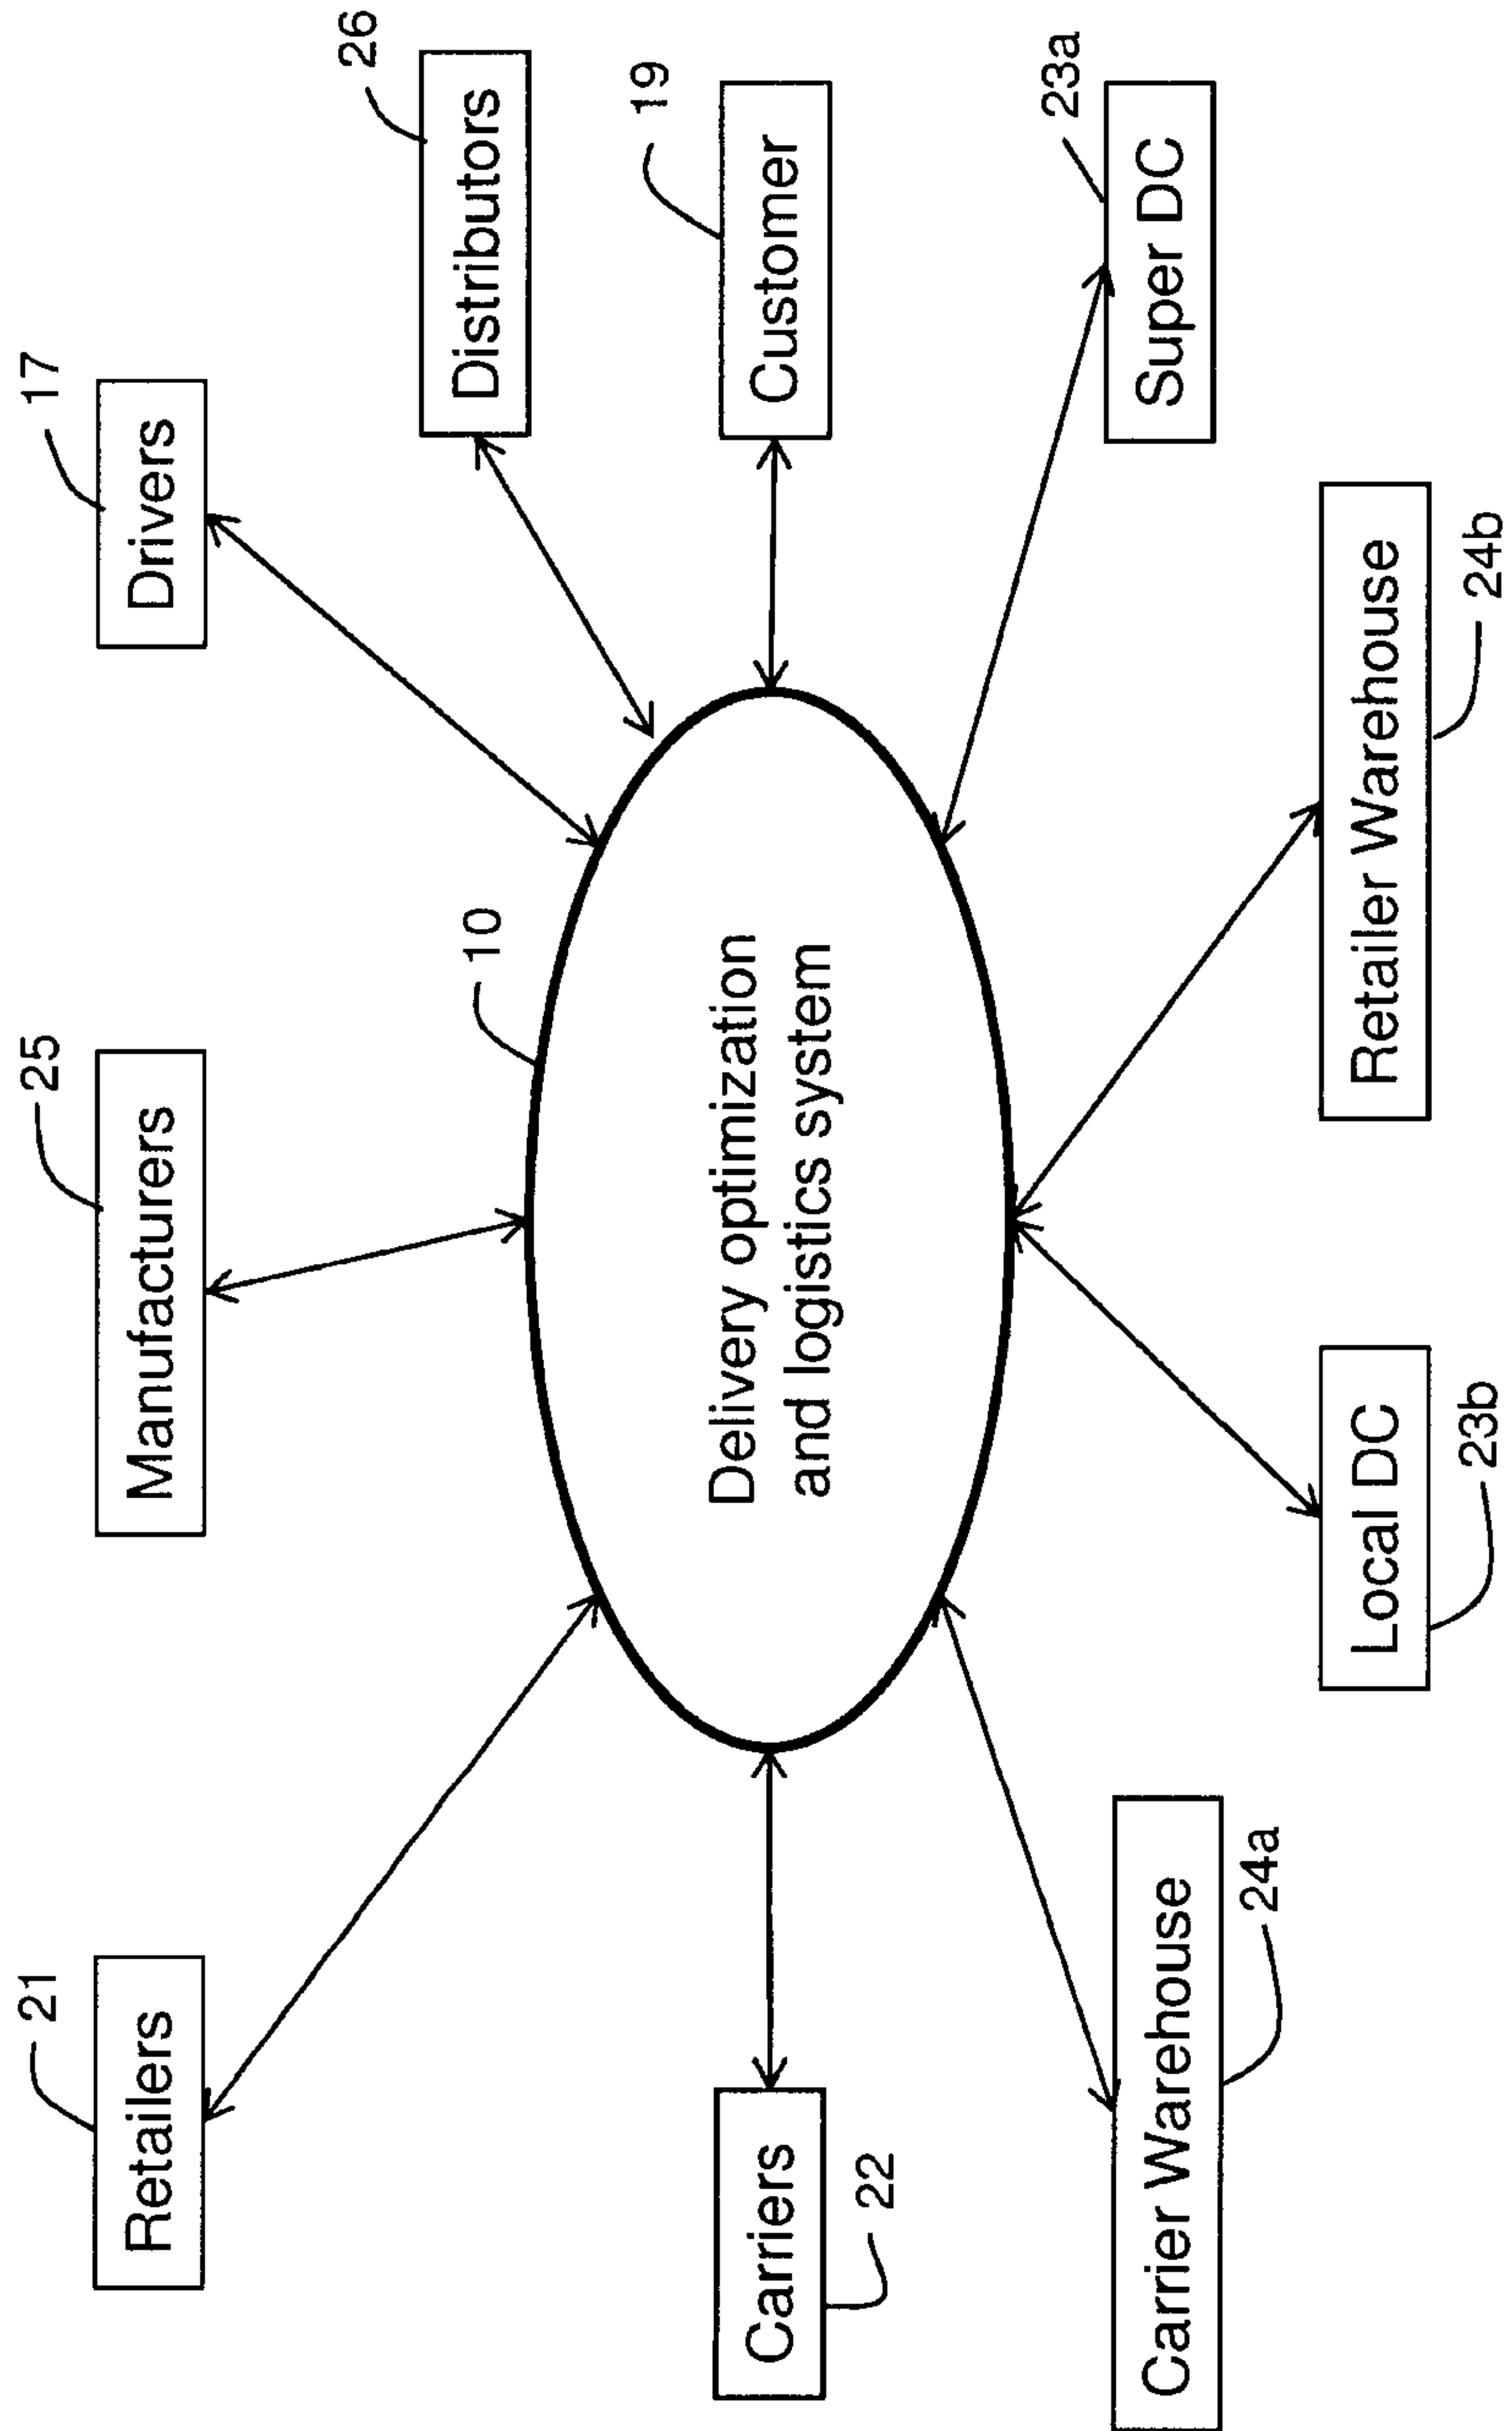 21
Retailers
25
Manufacturers
17
Drivers
26
Distributors
10
Delivery optimization
and logistics system
19
Customer
Carriers
22
23a
Super DC
Carrier Warehouse
24a
Local DC
23b
Retailer Warehouse
24b